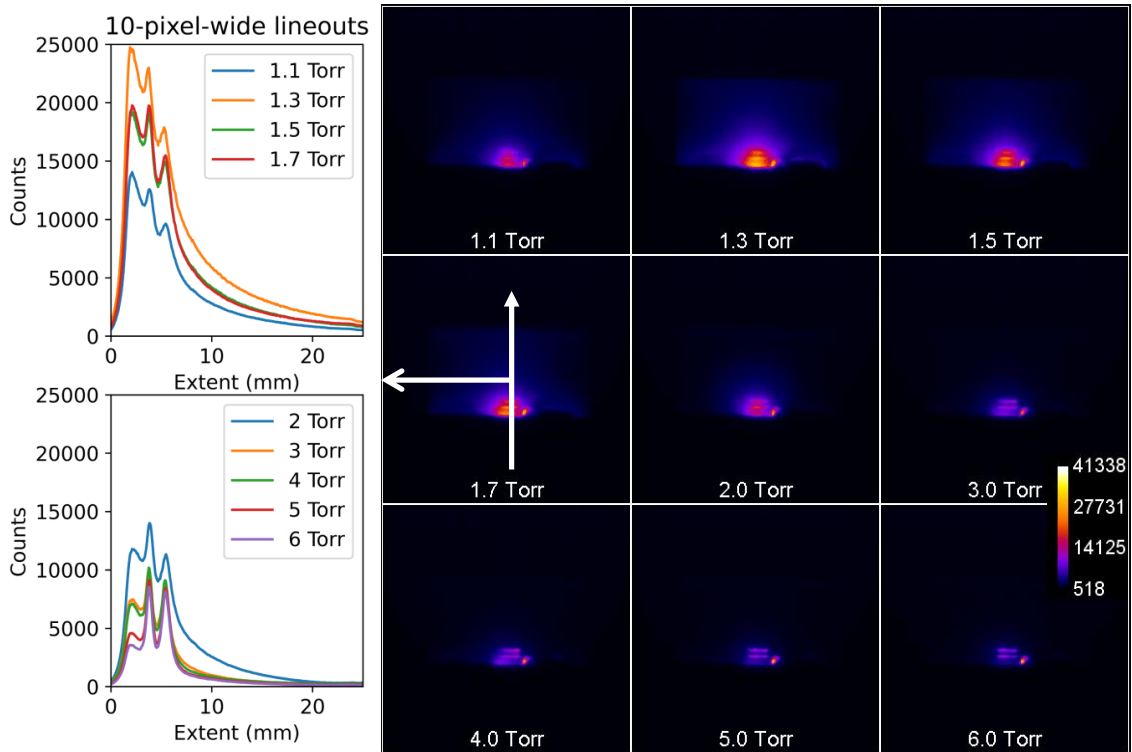 10-pixel-wide lineouts
25000
20000
15000
10000
5000
0
Counts
1.1 Torr
1.3 Torr
1.5 Torr
1.7 Torr
0 10 20
Extent (mm)
25000
20000
15000
10000
5000
0
Counts
2 Torr
3 Torr
4 Torr
5 Torr
6 Torr
0 10 20
Extent (mm)
1.1 Torr
1.3 Torr
1.5 Torr
1.7 Torr
2.0 Torr
3.0 Torr
41338
27731
14125
518
4.0 Torr
5.0 Torr
6.0 Torr